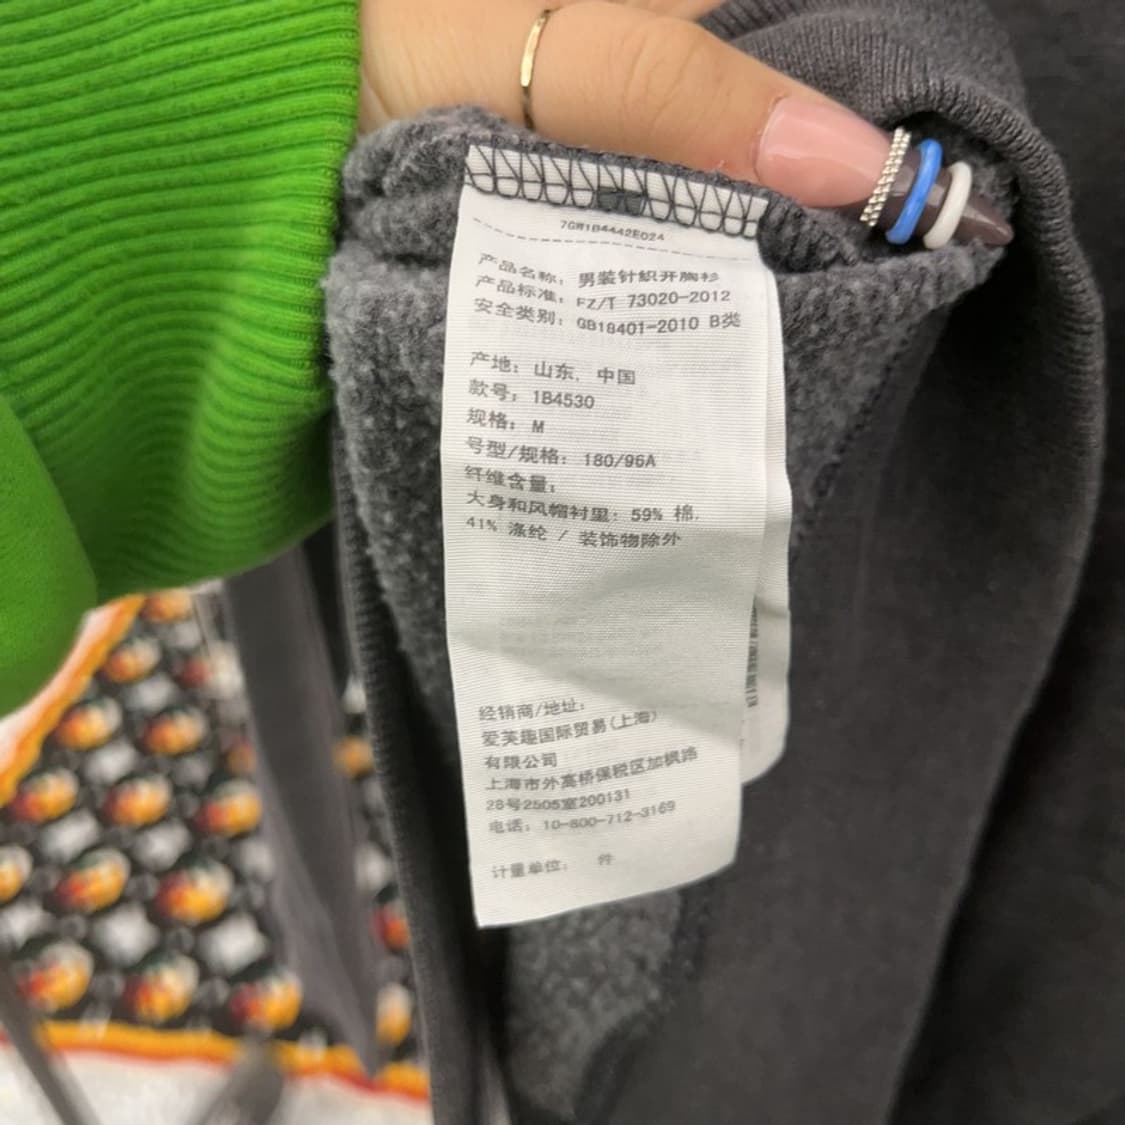 7GW1B4442E024
产品名称：男装针织开胸衫
产品标准：FZ/T 73020-2012
安全类别：GB18401-2010 B类
产地：山东, 中国
款号：1B4530
规格：M
号型/规格：180/96A
纤维含量：
大身和风帽衬里：59% 棉,
41% 涤纶 / 装饰物除外
经销商/地址：
爱芙趣国际贸易(上海)
有限公司
上海市外高桥保税区加枫路
28号2505室200131
电话：10-800-712-3169
计量单位： 件